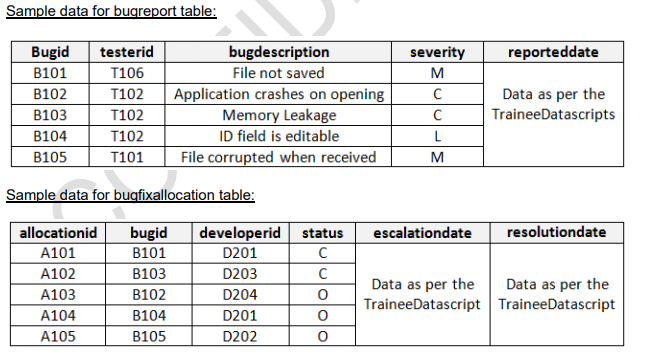 Sample data for bugreport table:
Bugid testerid bugdescription severity reporteddate
B101 T106 File not saved M
B102 T102 Application crashes on opening C Data as per the
B103 T102 Memory Leakage C TraineeDatascripts
B104 T102 ID field is editable L
B105 T101 File corrupted when received M
Sample data for bugfixallocation table:
allocationid bugid developerid status escalationdate resolutiondate
A101 B101 D201 C
A102 B103 D203 C
Data as per the Data as per the
A103 B102 D204 O
TraineeDatascript TraineeDatascript
A104 B104 D201 O
A105 B105 D202 O